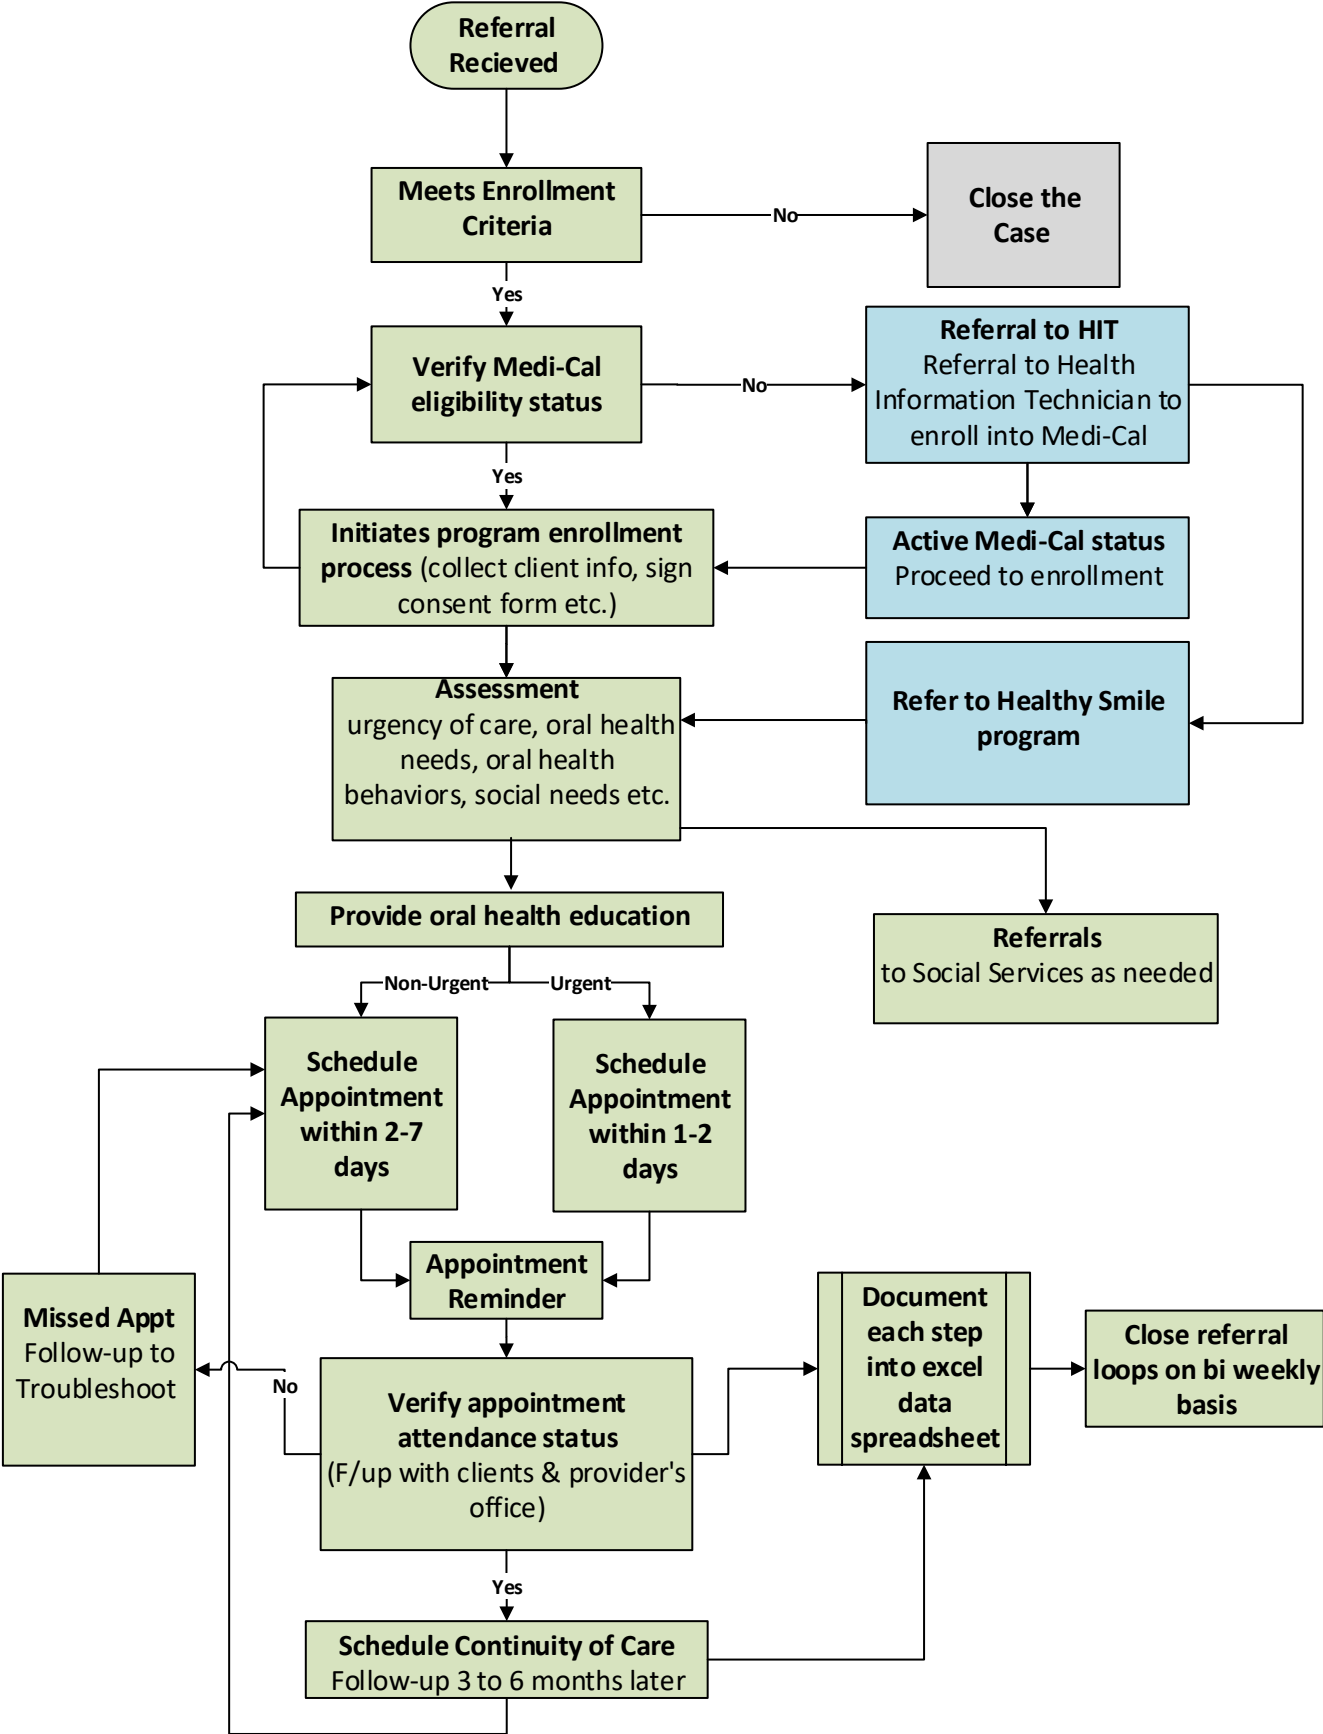 Referral
Recieved
Meets Enrollment
Criteria
No
Close the
Case
Yes
Verify Medi-Cal
eligibility status
No
Referral to HIT
Referral to Health
Information Technician to
enroll into Medi-Cal
Yes
Initiates program enrollment
process (collect client info, sign
consent form etc.)
Active Medi-Cal status
Proceed to enrollment
Assessment
urgency of care, oral health
needs, oral health
behaviors, social needs etc.
Refer to Healthy Smile
program
Provide oral health education
Referrals
to Social Services as needed
Non-Urgent
Urgent
Schedule
Appointment
within 2-7
days
Schedule
Appointment
within 1-2
days
Appointment
Reminder
Missed Appt
Follow-up to
Troubleshoot
No
Verify appointment
attendance status
(F/up with clients & provider's
office)
Document
each step
into excel
data
spreadsheet
Close referral
loops on bi weekly
basis
Yes
Schedule Continuity of Care
Follow-up 3 to 6 months later